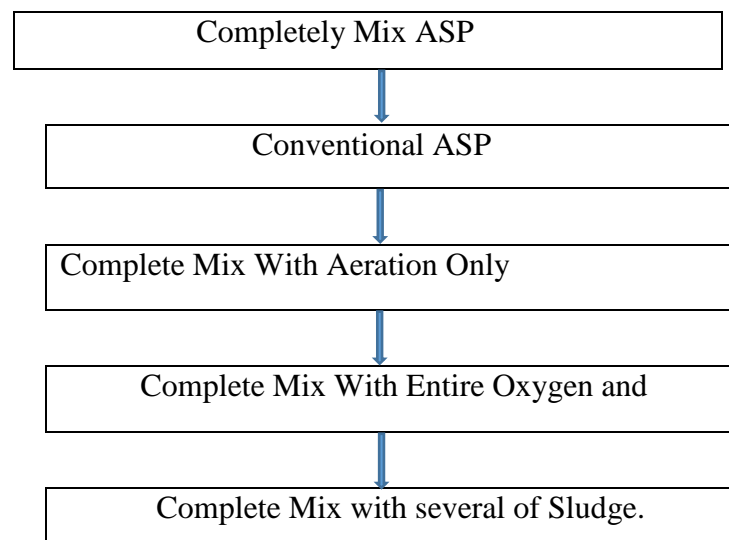 Completely Mix ASP
Conventional ASP
Complete Mix With Aeration Only
Complete Mix With Entire Oxygen and
Complete Mix with several of Sludge.